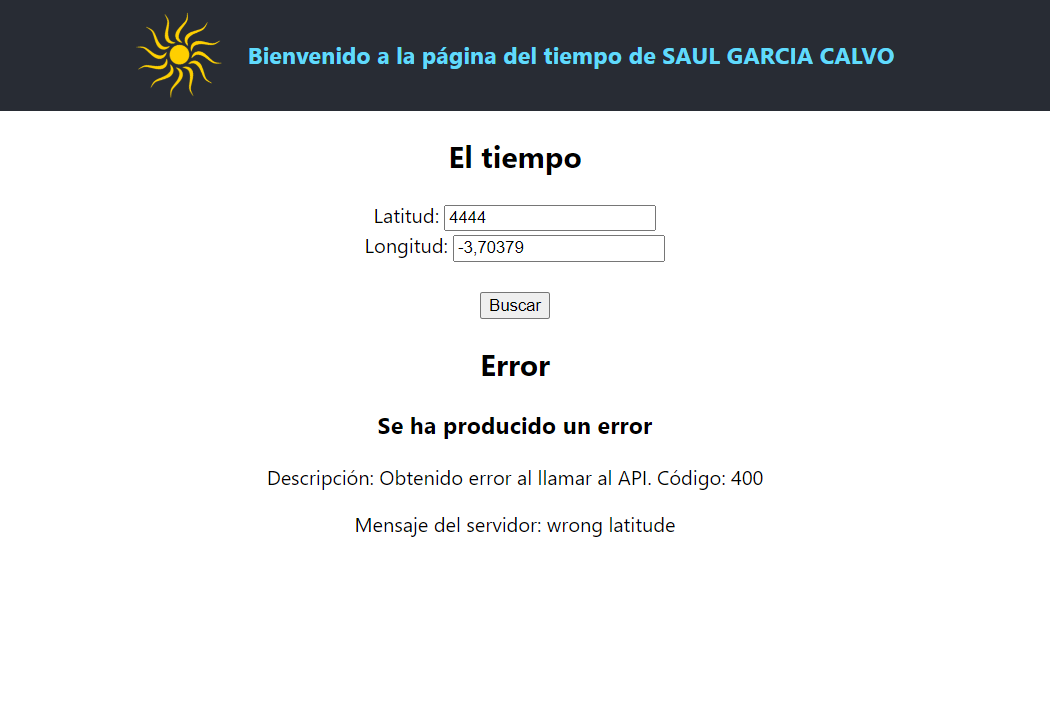 Bienvenido a la página del tiempo de SAUL GARCIA CALVO
El tiempo
Latitud: 4444
Longitud: -3,70379
Buscar
Error
Se ha producido un error
Descripción: Obtenido error al llamar al API. Código: 400
Mensaje del servidor: wrong latitude